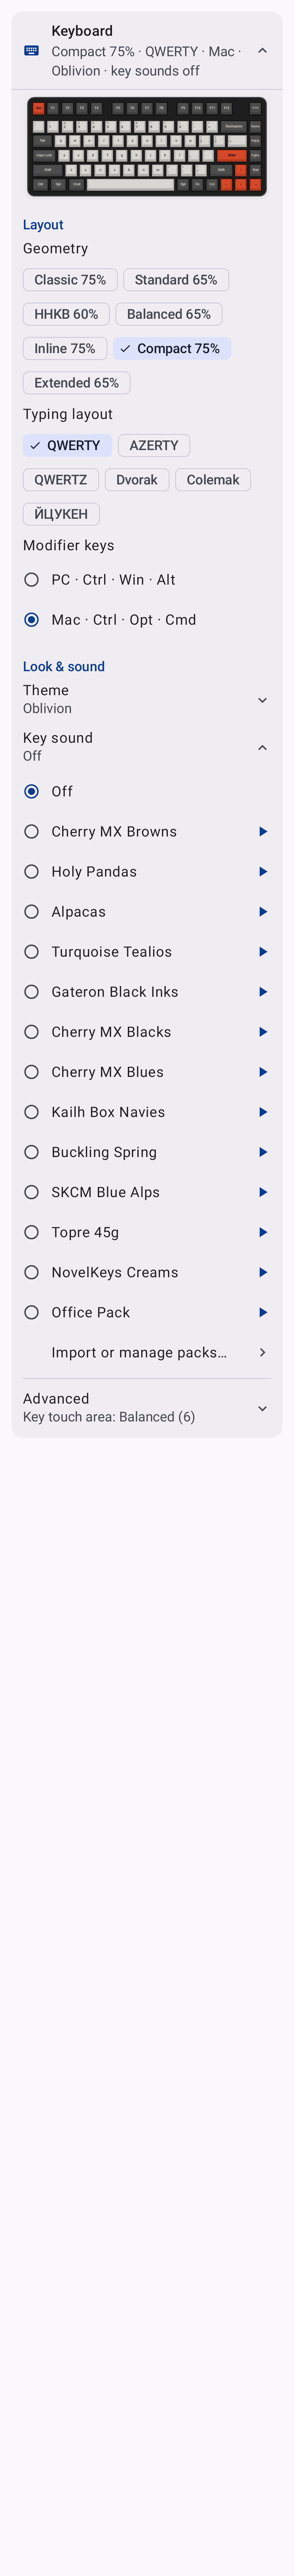 Keyboard
Compact 75% · QWERTY · Mac ·
Oblivion · key sounds off
Layout
Geometry
Classic 75%
Standard 65%
HHKB 60%
Balanced 65%
Inline 75%
Compact 75%
Extended 65%
Typing layout
QWERTY
AZERTY
QWERTZ
Dvorak
Colemak
ЙЦУКЕН
Modifier keys
PC · Ctrl · Win · Alt
Mac · Ctrl · Opt · Cmd
Look & sound
Theme
Oblivion
Key sound
Off
Off
Cherry MX Browns
Holy Pandas
Alpacas
Turquoise Tealios
Gateron Black Inks
Cherry MX Blacks
Cherry MX Blues
Kailh Box Navies
Buckling Spring
SKCM Blue Alps
Topre 45g
NovelKeys Creams
Office Pack
Import or manage packs…
Advanced
Key touch area: Balanced (6)